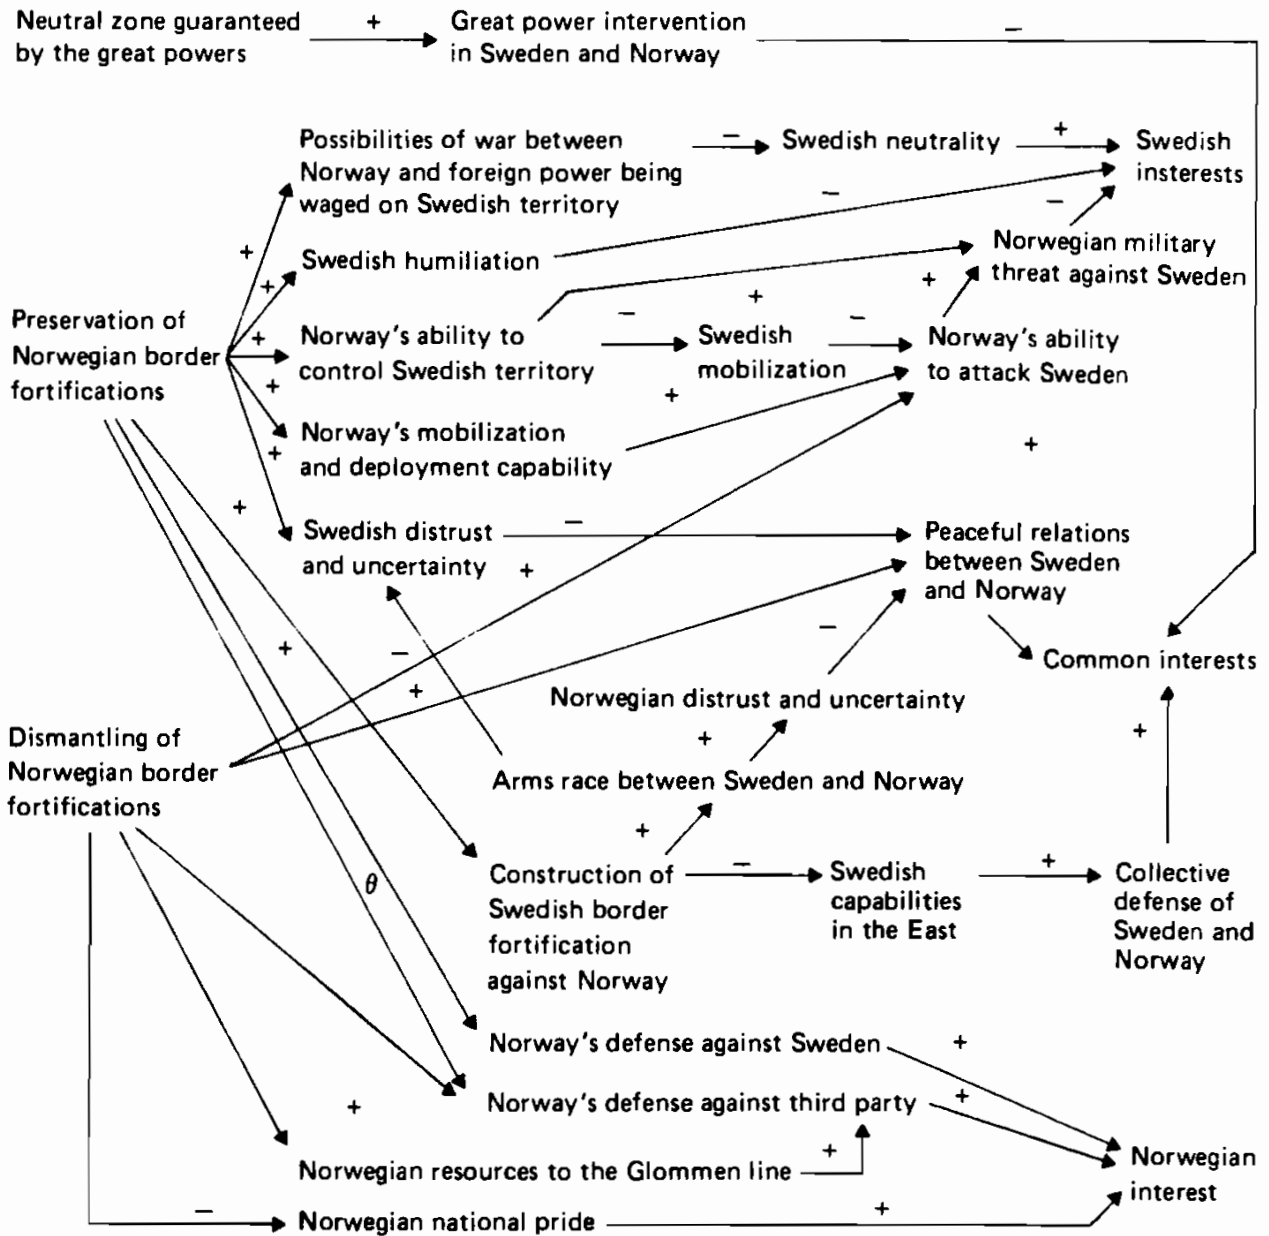 Neutral zone guaranteed
by the great powers
+
Great power intervention
in Sweden and Norway
−
Possibilities of war between
Norway and foreign power being
waged on Swedish territory
−
Swedish neutrality
+
Swedish
insterests
+
Swedish humiliation
−
−
Norwegian military
threat against Sweden
+
Preservation of
Norwegian border
fortifications
+
Norway's ability to
control Swedish territory
−
+
Swedish
mobilization
−
+
Norway's ability
to attack Sweden
+
Norway's mobilization
and deployment capability
+
+
+
Swedish distrust
and uncertainty
−
+
Peaceful relations
between Sweden
and Norway
+
+
−
+
−
Common interests
Norwegian distrust and uncertainty
+
Dismantling of
Norwegian border
fortifications
+
Arms race between Sweden and Norway
+
θ
Construction of
Swedish border
fortification
against Norway
−
Swedish
capabilities
in the East
+
Collective
defense of
Sweden and
Norway
Norway's defense against Sweden
+
Norway's defense against third party
+
+
Norwegian resources to the Glommen line
+
Norwegian
interest
−
Norwegian national pride
+